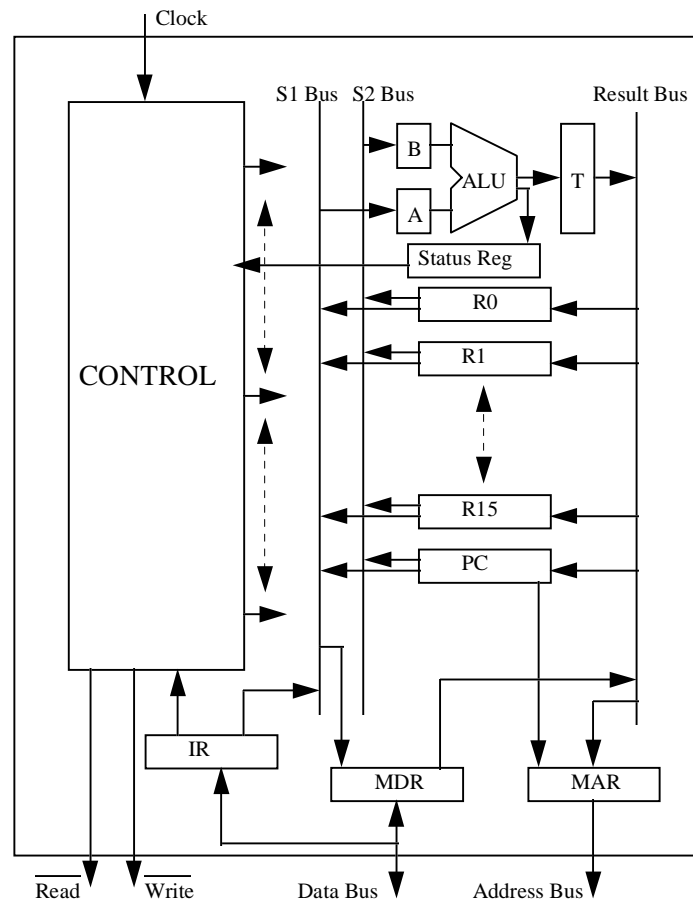 Clock
S1 Bus
S2 Bus
Result Bus
B
ALU
T
A
Status Reg
R0
R1
CONTROL
R15
PC
IR
MDR
MAR
Read
Write
Data Bus
Address Bus